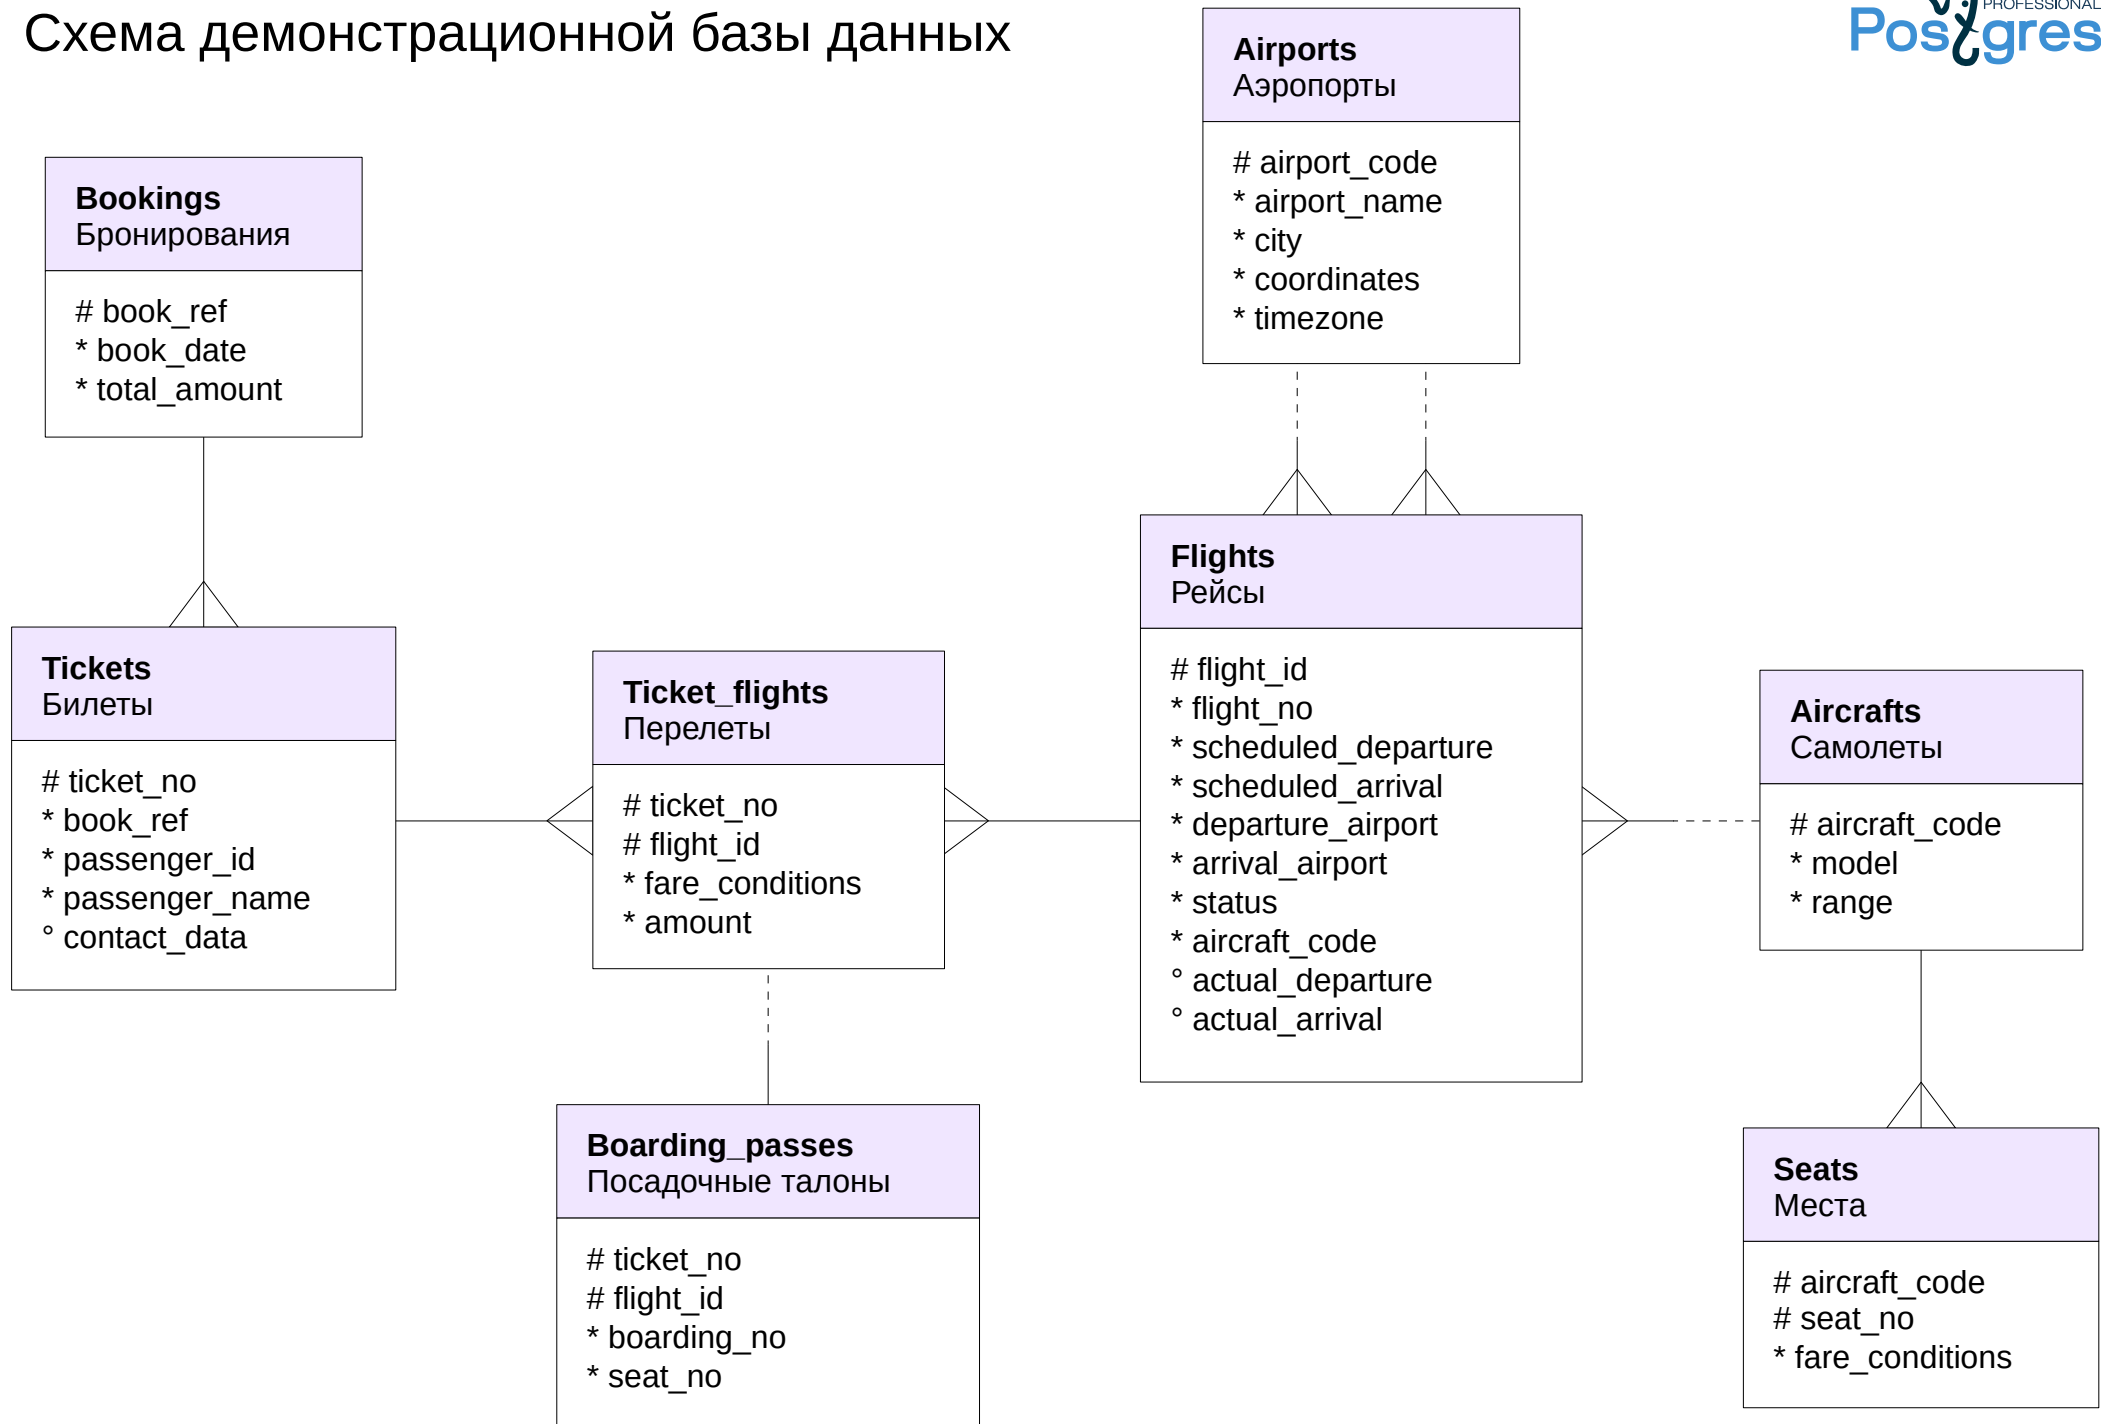 Схема демонстрационной базы данных
PROFESSIONAL
Postgres
Airports
Аэропорты
# airport_code
* airport_name
* city
* coordinates
* timezone
Bookings
Бронирования
# book_ref
* book_date
* total_amount
Flights
Рейсы
# flight_id
* flight_no
* scheduled_departure
* scheduled_arrival
* departure_airport
* arrival_airport
* status
* aircraft_code
° actual_departure
° actual_arrival
Tickets
Билеты
# ticket_no
* book_ref
* passenger_id
* passenger_name
° contact_data
Ticket_flights
Перелеты
# ticket_no
# flight_id
* fare_conditions
* amount
Aircrafts
Самолеты
# aircraft_code
* model
* range
Boarding_passes
Посадочные талоны
# ticket_no
# flight_id
* boarding_no
* seat_no
Seats
Места
# aircraft_code
# seat_no
* fare_conditions